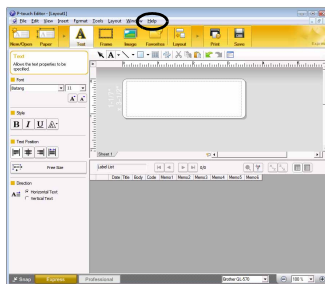 P-touch Editor - [Layout1]
File Edit View Insert Format Tools Layout Window Help
New/Open Paper Text Frame Image Favorites Layout Print Save
Text
Allows the text properties to be specified.
Font
Batang 11
Style
B I U A
Text Position
Free Size
Direction
Horizontal Text
Vertical Text
Sheet 1
Label List
0/0
Date Title Body Code Memo1 Memo2 Memo3 Memo4 Memo5 Memo6
Snap Express Professional
Brother QL-570
100 %